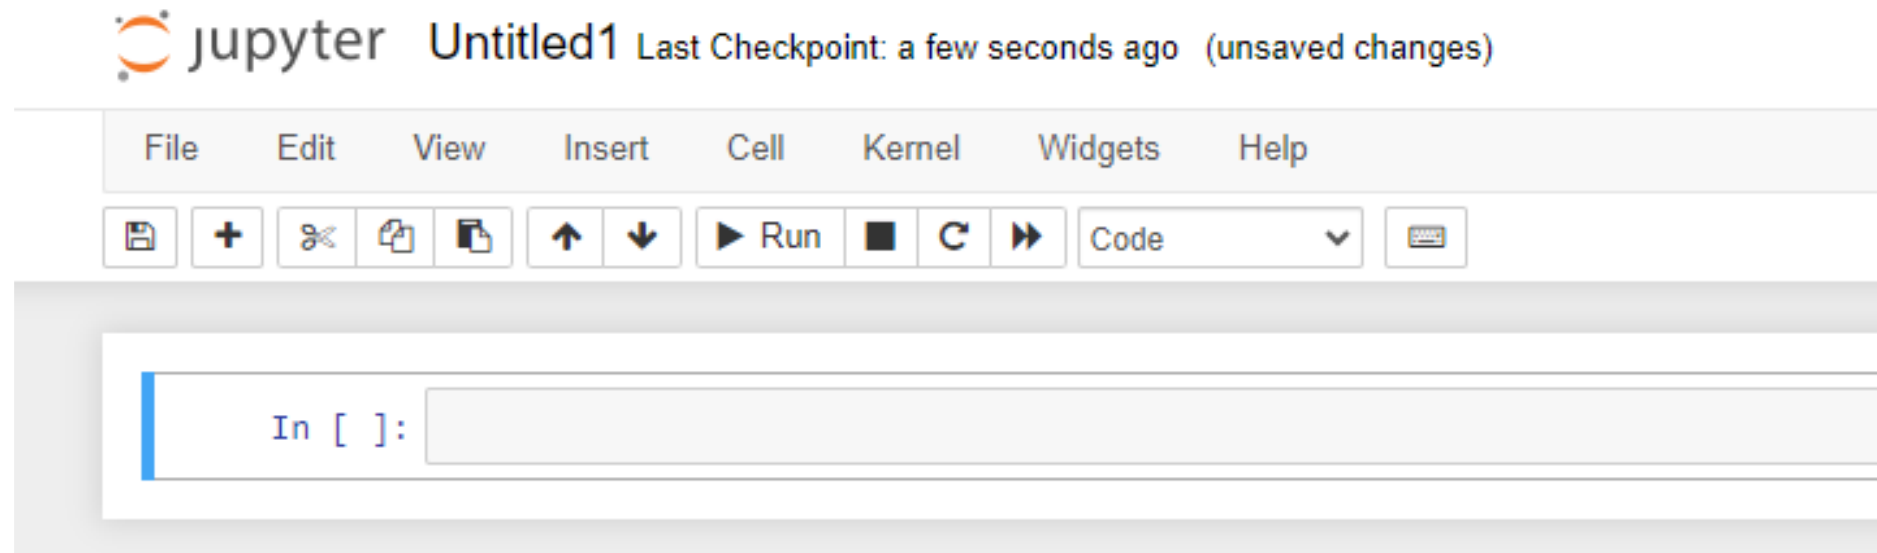 jupyter Untitled1 Last Checkpoint: a few seconds ago (unsaved changes)
File Edit View Insert Cell Kernel Widgets Help
Run Code
In [ ]: